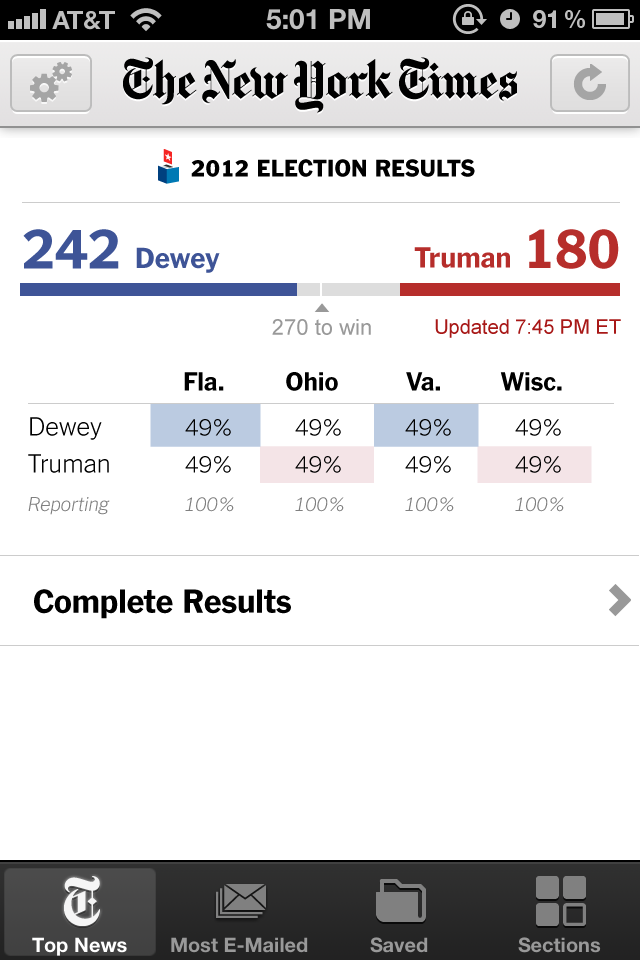 AT&T 5:01 PM 91 %
The New York Times
2012 ELECTION RESULTS
242 Dewey Truman 180
270 to win Updated 7:45 PM ET
Fla. Ohio Va. Wisc.
Dewey 49% 49% 49% 49%
Truman 49% 49% 49% 49%
Reporting 100% 100% 100% 100%
Complete Results
T
Top News Most E-Mailed Saved Sections